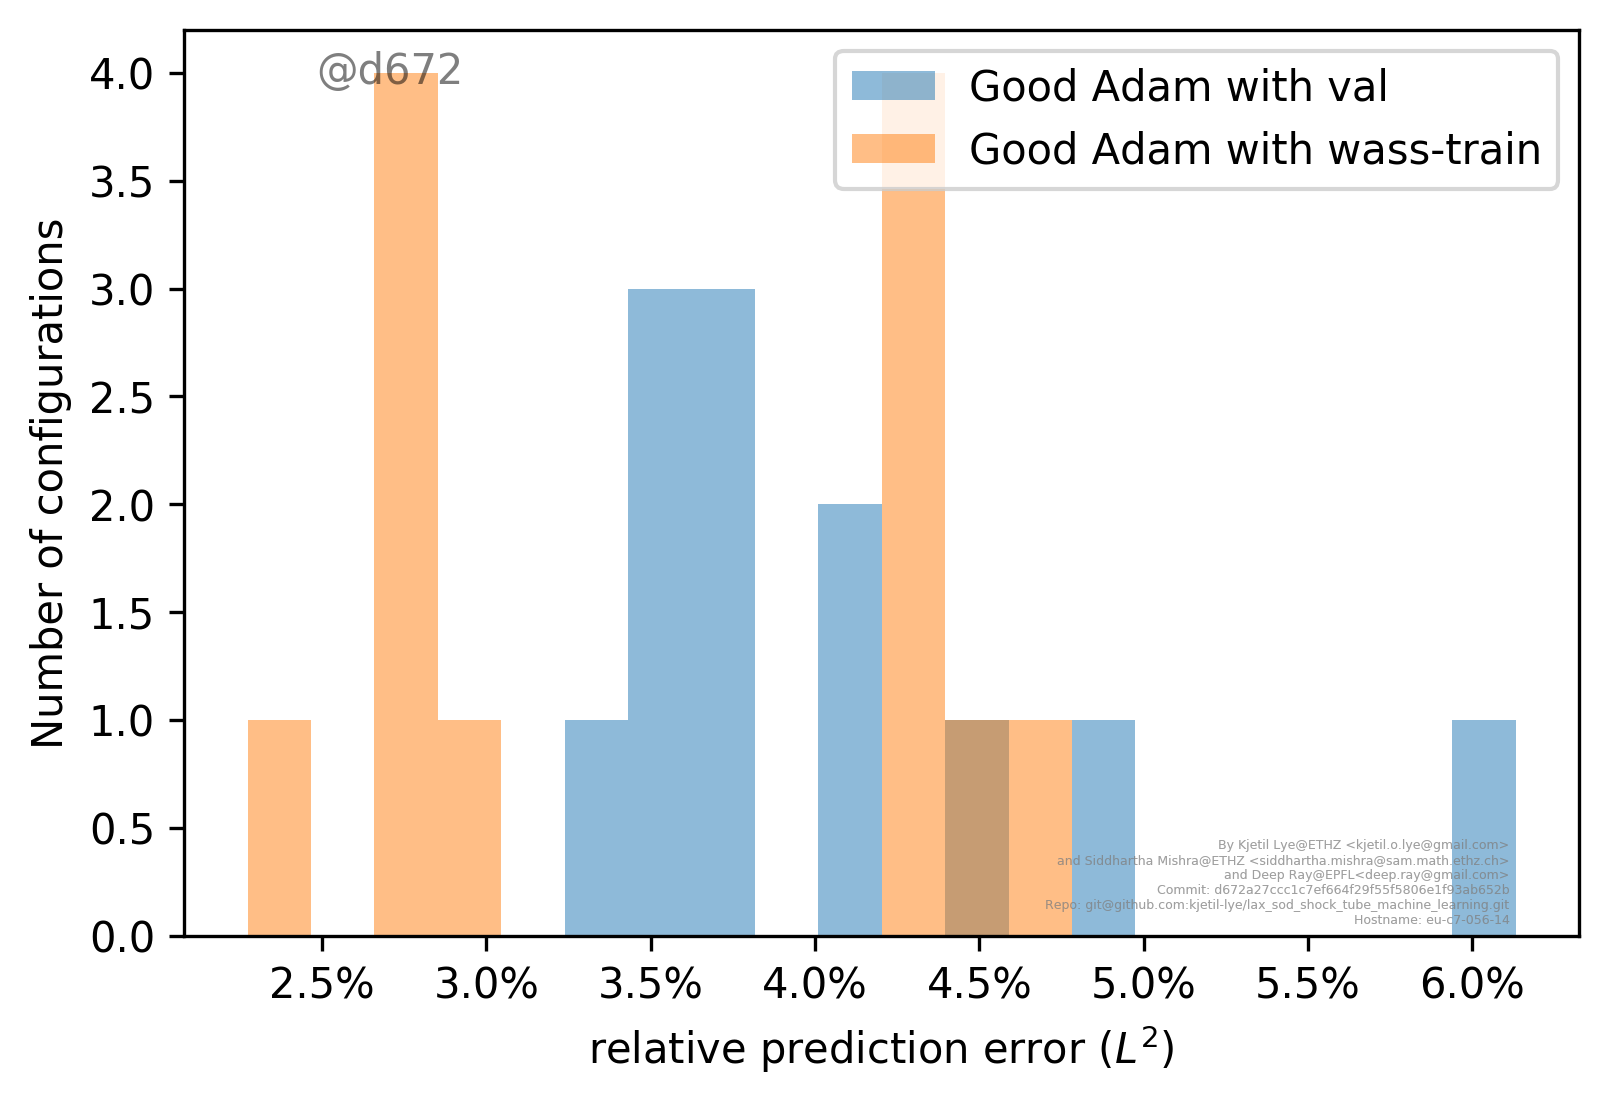 @d672
Good Adam with val
Good Adam with wass-train
4.0
3.5
3.0
2.5
2.0
1.5
1.0
0.5
0.0
Number of configurations
2.5%
3.0%
3.5%
4.0%
4.5%
5.0%
5.5%
6.0%
relative prediction error (L²)
By Kjetil Lye@ETHZ <kjetil.o.lye@gmail.com>
and Siddhartha Mishra@ETHZ <siddhartha.mishra@sam.math.ethz.ch>
and Deep Ray@EPFL<deep.ray@gmail.com>
Commit: d672a27ccc1c7ef664f29f55f5806e1f93ab652b
Repo: git@github.com:kjetil-lye/lax_sod_shock_tube_machine_learning.git
Hostname: eu-c7-056-14